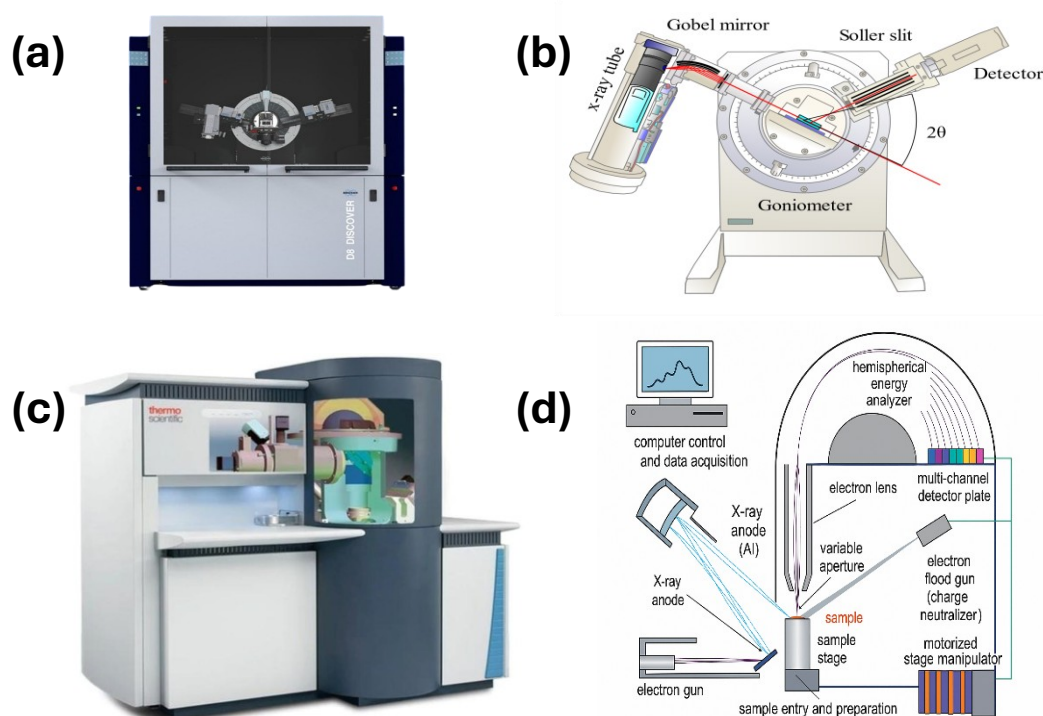 (a)
D8 DISCOVER
(b)
Gobel mirror
Soller slit
x-ray tube
Detector
2θ
Goniometer
(c)
thermo
scientific
(d)
computer control
and data acquisition
hemispherical
energy
analyzer
multi-channel
detector plate
electron lens
X-ray
anode
(Al)
variable
aperture
electron
flood gun
(charge
neutralizer)
X-ray
anode
sample
sample
stage
motorized
stage manipulator
electron gun
sample entry and preparation